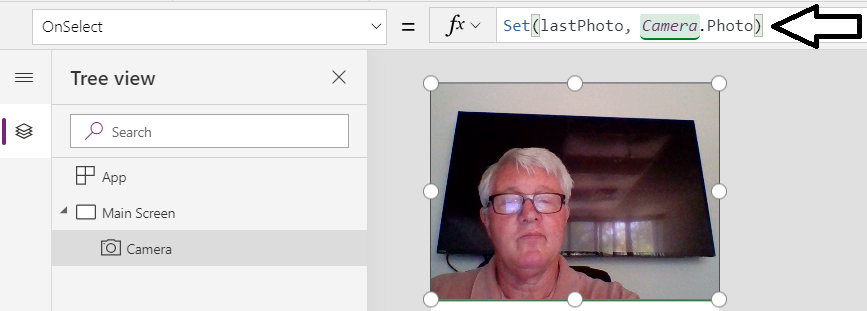 OnSelect = fx Set(lastPhoto, Camera.Photo)
Tree view
Search
App
Main Screen
Camera